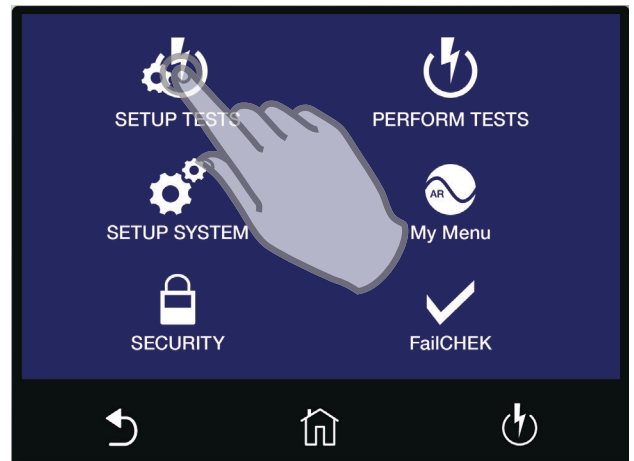 SETUP TESTS
PERFORM TESTS
AR
SETUP SYSTEM
My Menu
SECURITY
FailCHEK